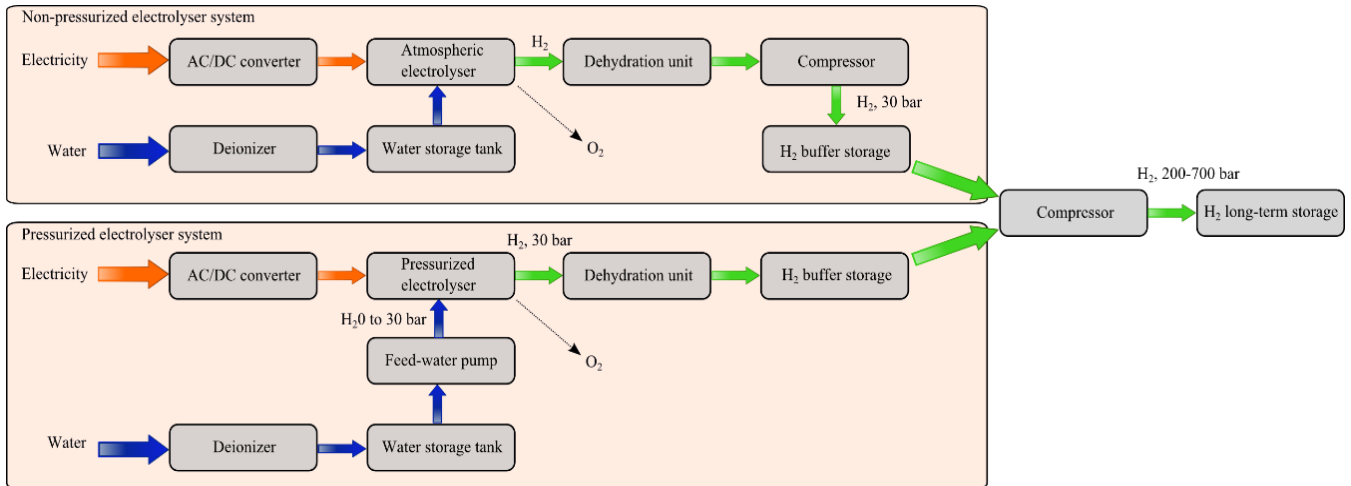 Non-pressurized electrolyser system
Electricity
AC/DC converter
Atmospheric
electrolyser
H₂
Dehydration unit
Compressor
H₂, 30 bar
Water
Deionizer
Water storage tank
O₂
H₂ buffer storage
Pressurized electrolyser system
Electricity
AC/DC converter
Pressurized
electrolyser
H₂, 30 bar
Dehydration unit
H₂ buffer storage
H₂0 to 30 bar
Feed-water pump
O₂
Water
Deionizer
Water storage tank
Compressor
H₂, 200-700 bar
H₂ long-term storage